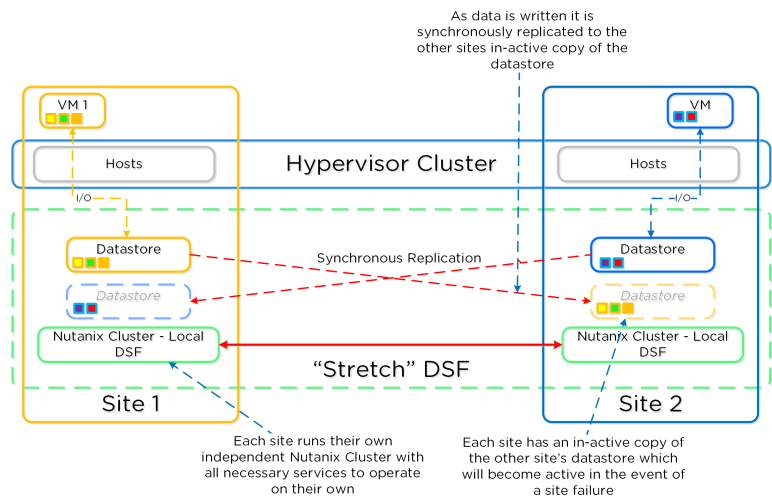 As data is written it is
synchronously replicated to the
other sites in-active copy of the
datastore
VM 1
VM
Hosts
Hypervisor Cluster
Hosts
I/O
I/O
Datastore
Datastore
Synchronous Replication
Datastore
Datastore
Nutanix Cluster - Local
DSF
Nutanix Cluster - Local
DSF
“Stretch” DSF
Site 1
Site 2
Each site runs their own
independent Nutanix Cluster with
all necessary services to operate
on their own
Each site has an in-active copy of
the other site’s datastore which
will become active in the event of
a site failure